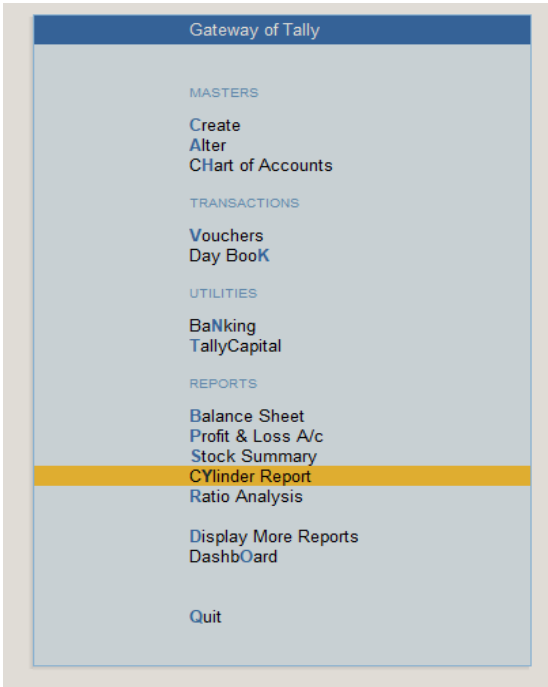 Gateway of Tally
MASTERS
Create
Alter
CHart of Accounts
TRANSACTIONS
Vouchers
Day BooK
UTILITIES
BaNking
TallyCapital
REPORTS
Balance Sheet
Profit & Loss A/c
Stock Summary
CYlinder Report
Ratio Analysis
Display More Reports
DashbOard
Quit